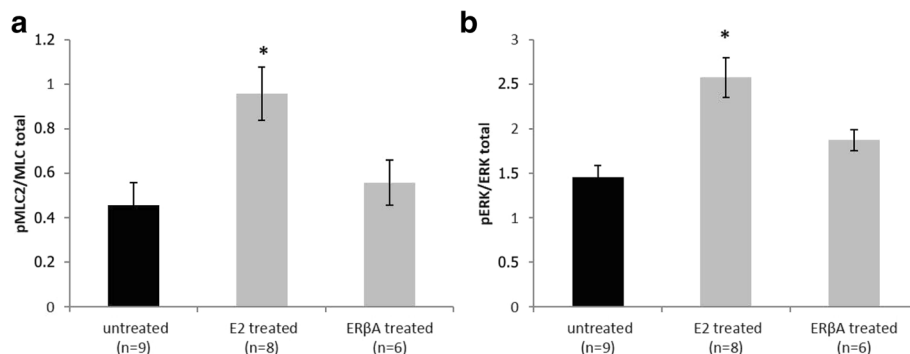 a
1.2
1
0.8
0.6
0.4
0.2
0
pMLC2/MLC total
*
untreated
(n=9)
E2 treated
(n=8)
ERβA treated
(n=6)
b
3
2.5
2
1.5
1
0.5
0
pERK/ERK total
*
untreated
(n=9)
E2 treated
(n=8)
ERβA treated
(n=6)